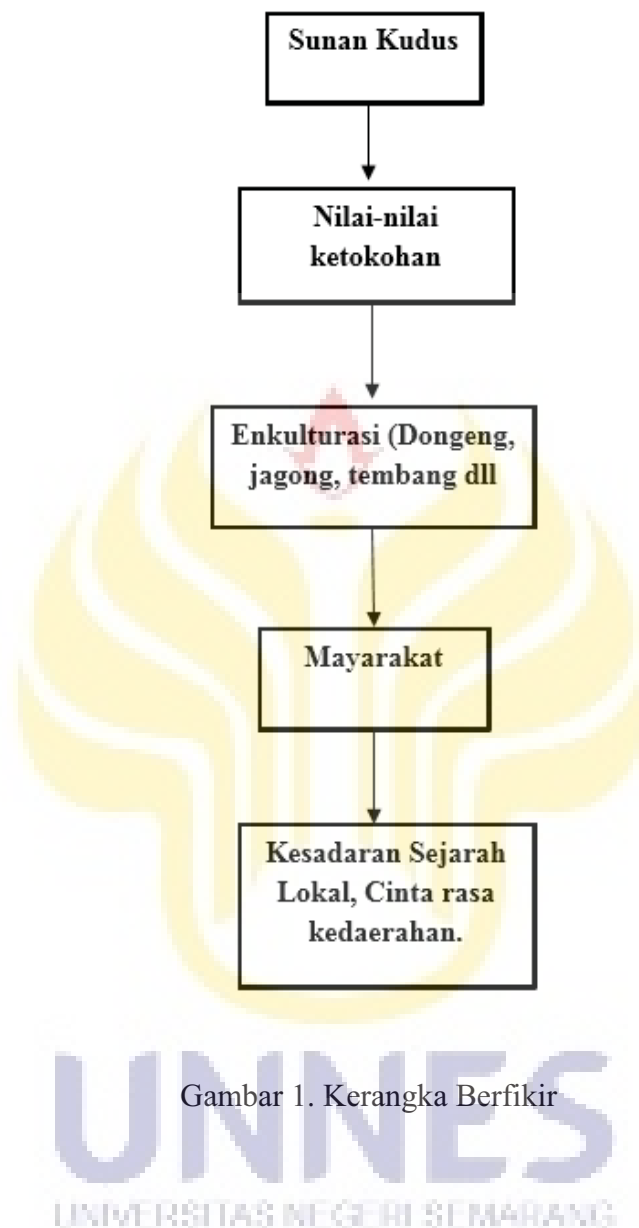 Sunan Kudus
Nilai-nilai
ketokohan
Enkulturasi (Dongeng,
jagong, tembang dll
Mayarakat
Kesadaran Sejarah
Lokal, Cinta rasa
kedaerahan.
Gambar 1. Kerangka Berfikir
UNNES
UNIVERSITAS NEGERI SEMARANG